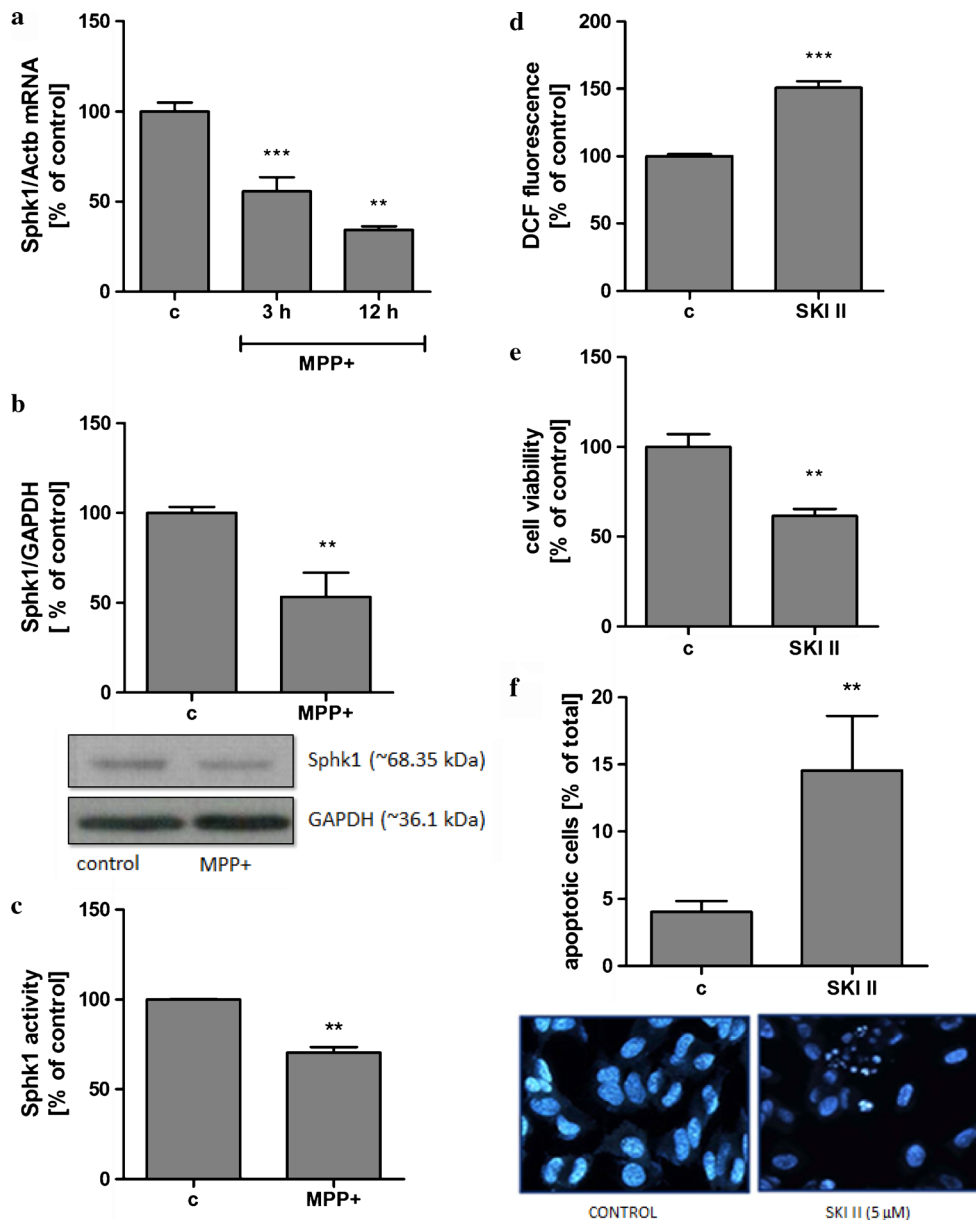 a
Sphk1/Actb mRNA
[% of control]
150
100
50
0
***
**
c
3 h
12 h
MPP+
b
Sphk1/GAPDH
[ % of control]
150
100
50
0
**
c
MPP+
Sphk1 (~68.35 kDa)
GAPDH (~36.1 kDa)
control
MPP+
c
Sphk1 activity
[% of control]
150
100
50
0
**
c
MPP+
d
DCF fluorescence
[% of control]
200
150
100
50
0
***
c
SKI II
e
cell viabillity
[% of control]
150
100
50
0
**
c
SKI II
f
apoptotic cells [% of total]
20
15
10
5
0
**
c
SKI II
CONTROL
SKI II (5 µM)